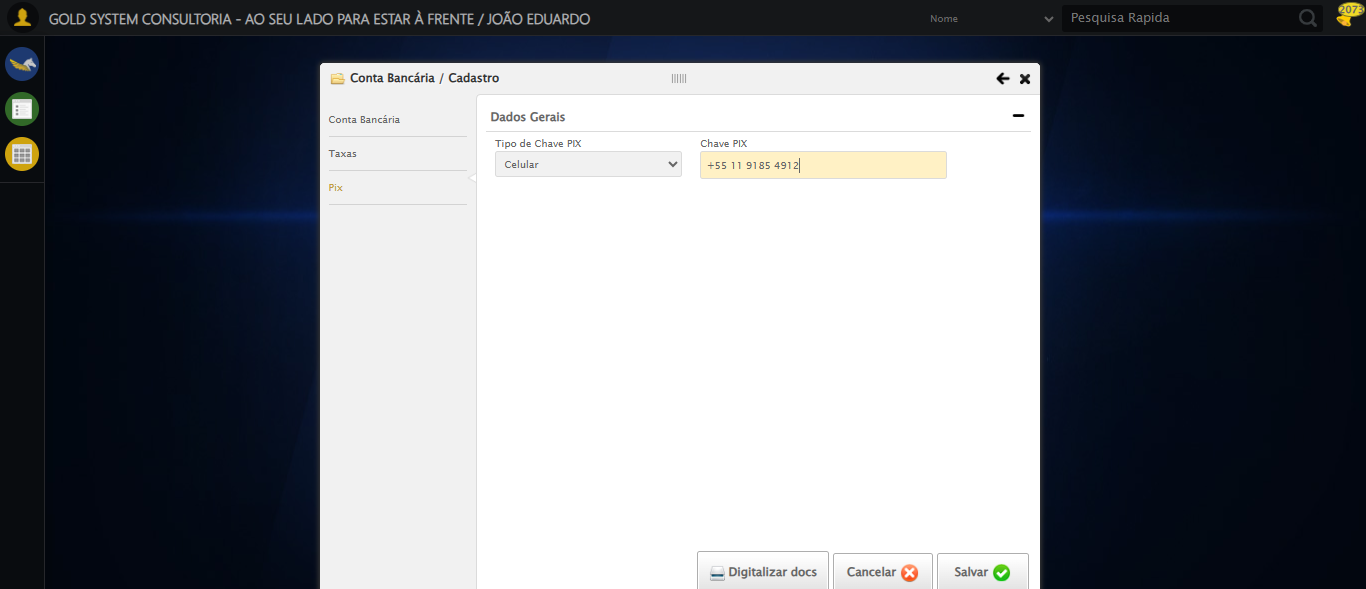 GOLD SYSTEM CONSULTORIA - AO SEU LADO PARA ESTAR À FRENTE / JOÃO EDUARDO
Nome
Pesquisa Rapida
2073
Conta Bancária / Cadastro
Conta Bancária
Taxas
Pix
Dados Gerais
Tipo de Chave PIX
Chave PIX
Celular
+55 11 9185 4912
Digitalizar docs
Cancelar
Salvar